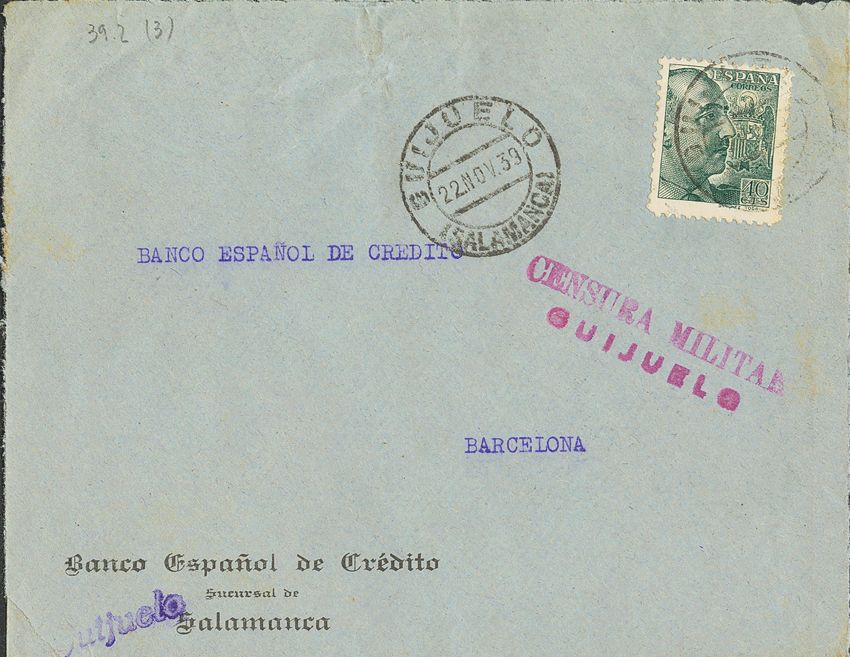 39.2 (3)
ESPAÑA
CORREOS
40
CTS
GUIJUELO
22.NOV.39
(SALAMANCA)
BANCO ESPAÑOL DE CREDITO
CENSURA MILITAR
GUIJUELO
BARCELONA
Banco Español de Crédito
Sucursal de
Guijuelo
Salamanca